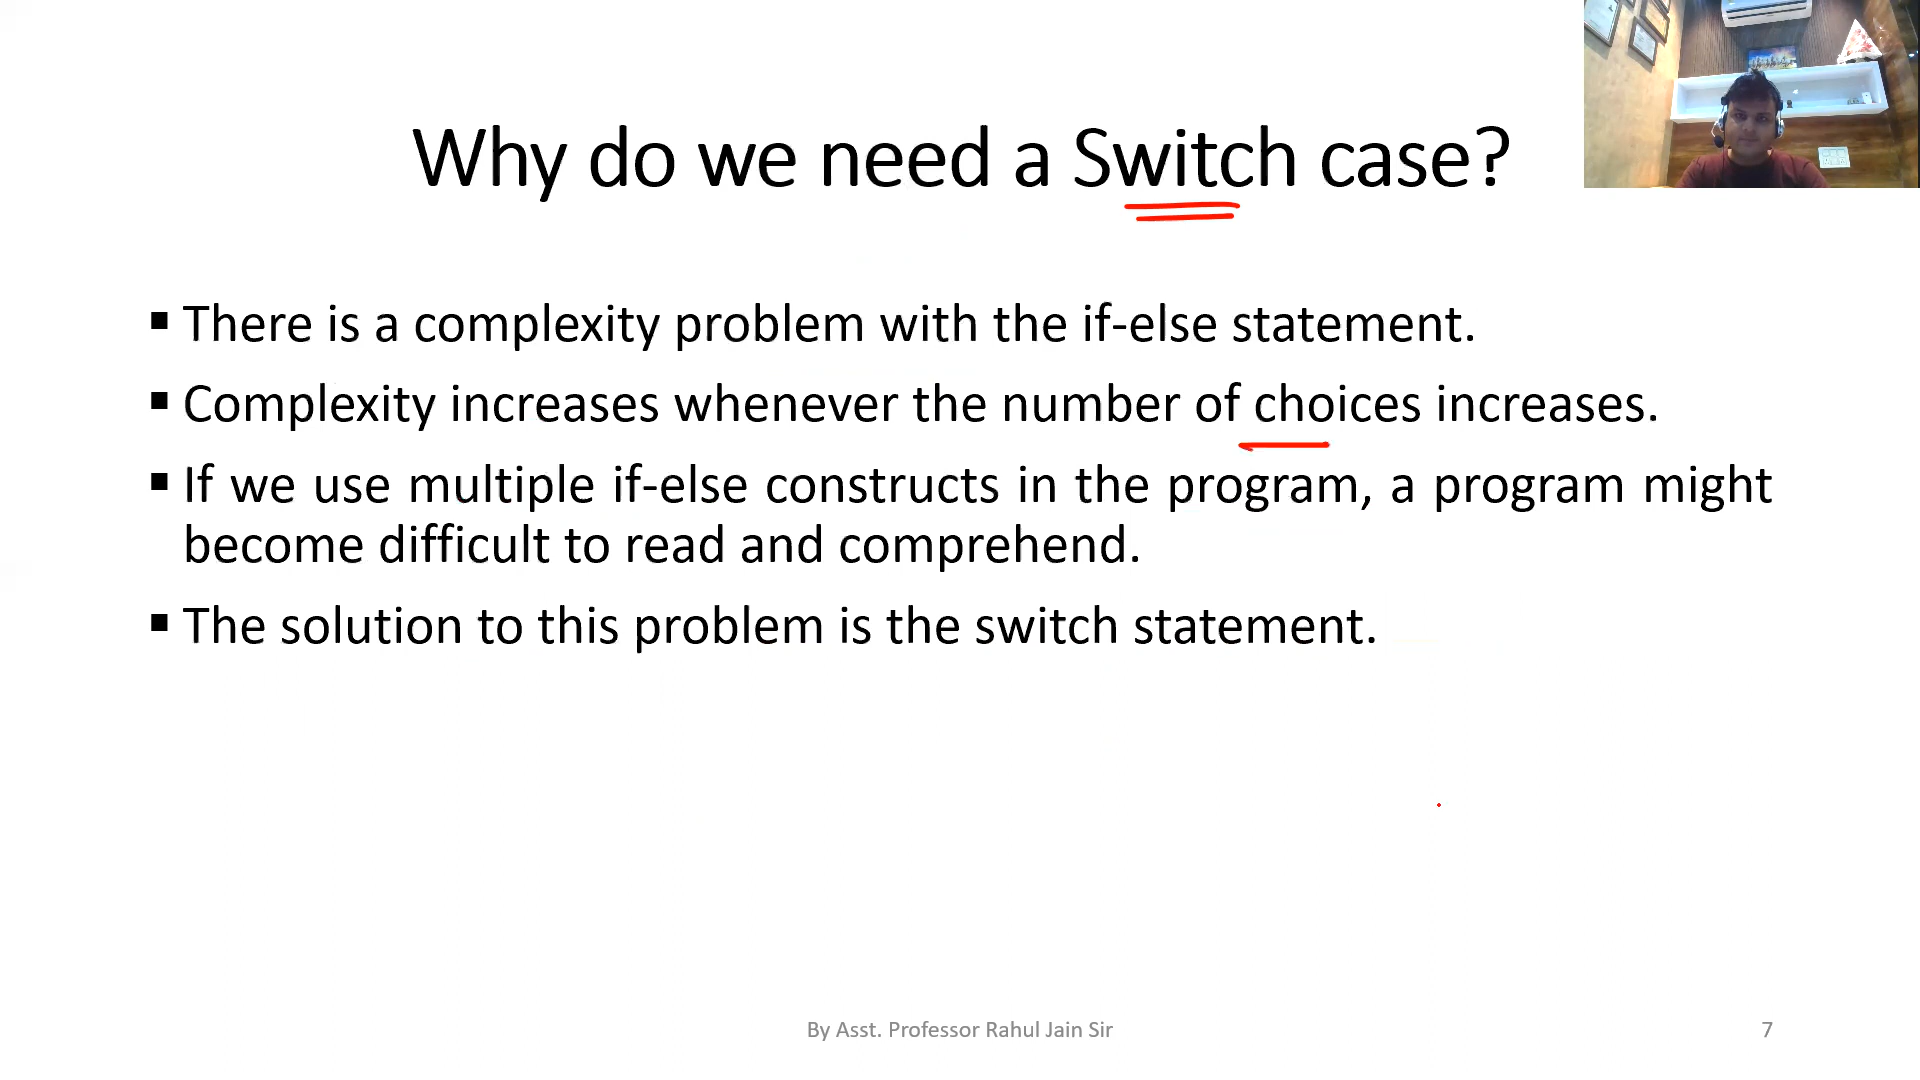 Why do we need a Switch case?
▪ There is a complexity problem with the if-else statement.
▪ Complexity increases whenever the number of choices increases.
▪ If we use multiple if-else constructs in the program, a program might
become difficult to read and comprehend.
▪ The solution to this problem is the switch statement.
By Asst. Professor Rahul Jain Sir
7